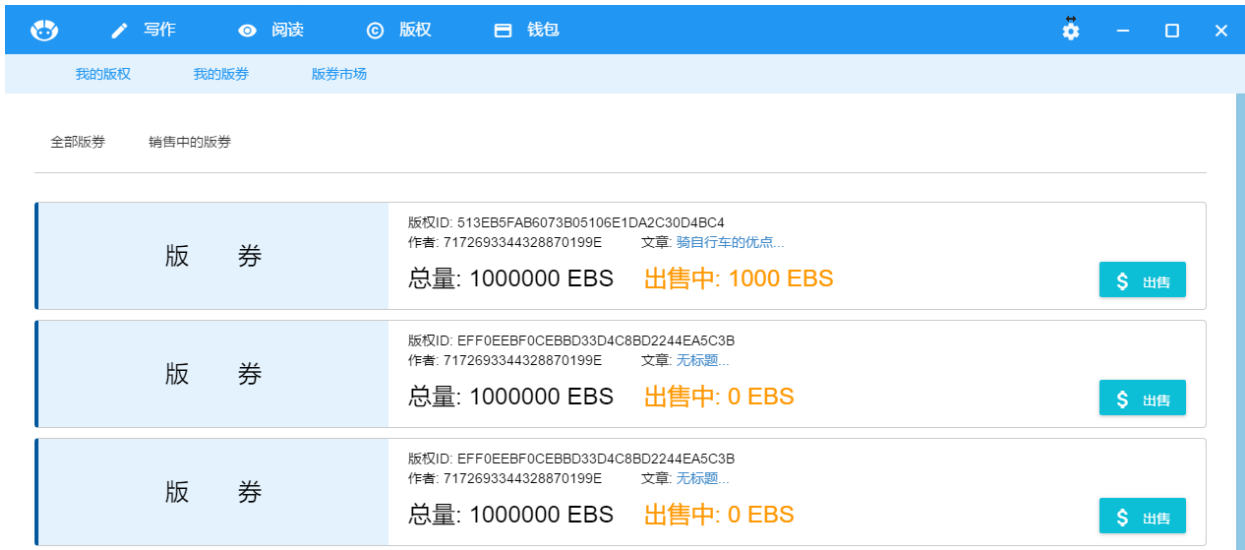 写作 阅读 版权 钱包
我的版权 我的版券 版券市场
全部版券 销售中的版券
版权ID: 513EB5FAB6073B05106E1DA2C30D4BC4
作者: 7172693344328870199E 文章: 骑自行车的优点...
版 券
总量: 1000000 EBS 出售中: 1000 EBS
$ 出售
版权ID: EFF0EEBF0CEBBD33D4C8BD2244EA5C3B
作者: 7172693344328870199E 文章: 无标题...
版 券
总量: 1000000 EBS 出售中: 0 EBS
$ 出售
版权ID: EFF0EEBF0CEBBD33D4C8BD2244EA5C3B
作者: 7172693344328870199E 文章: 无标题...
版 券
总量: 1000000 EBS 出售中: 0 EBS
$ 出售